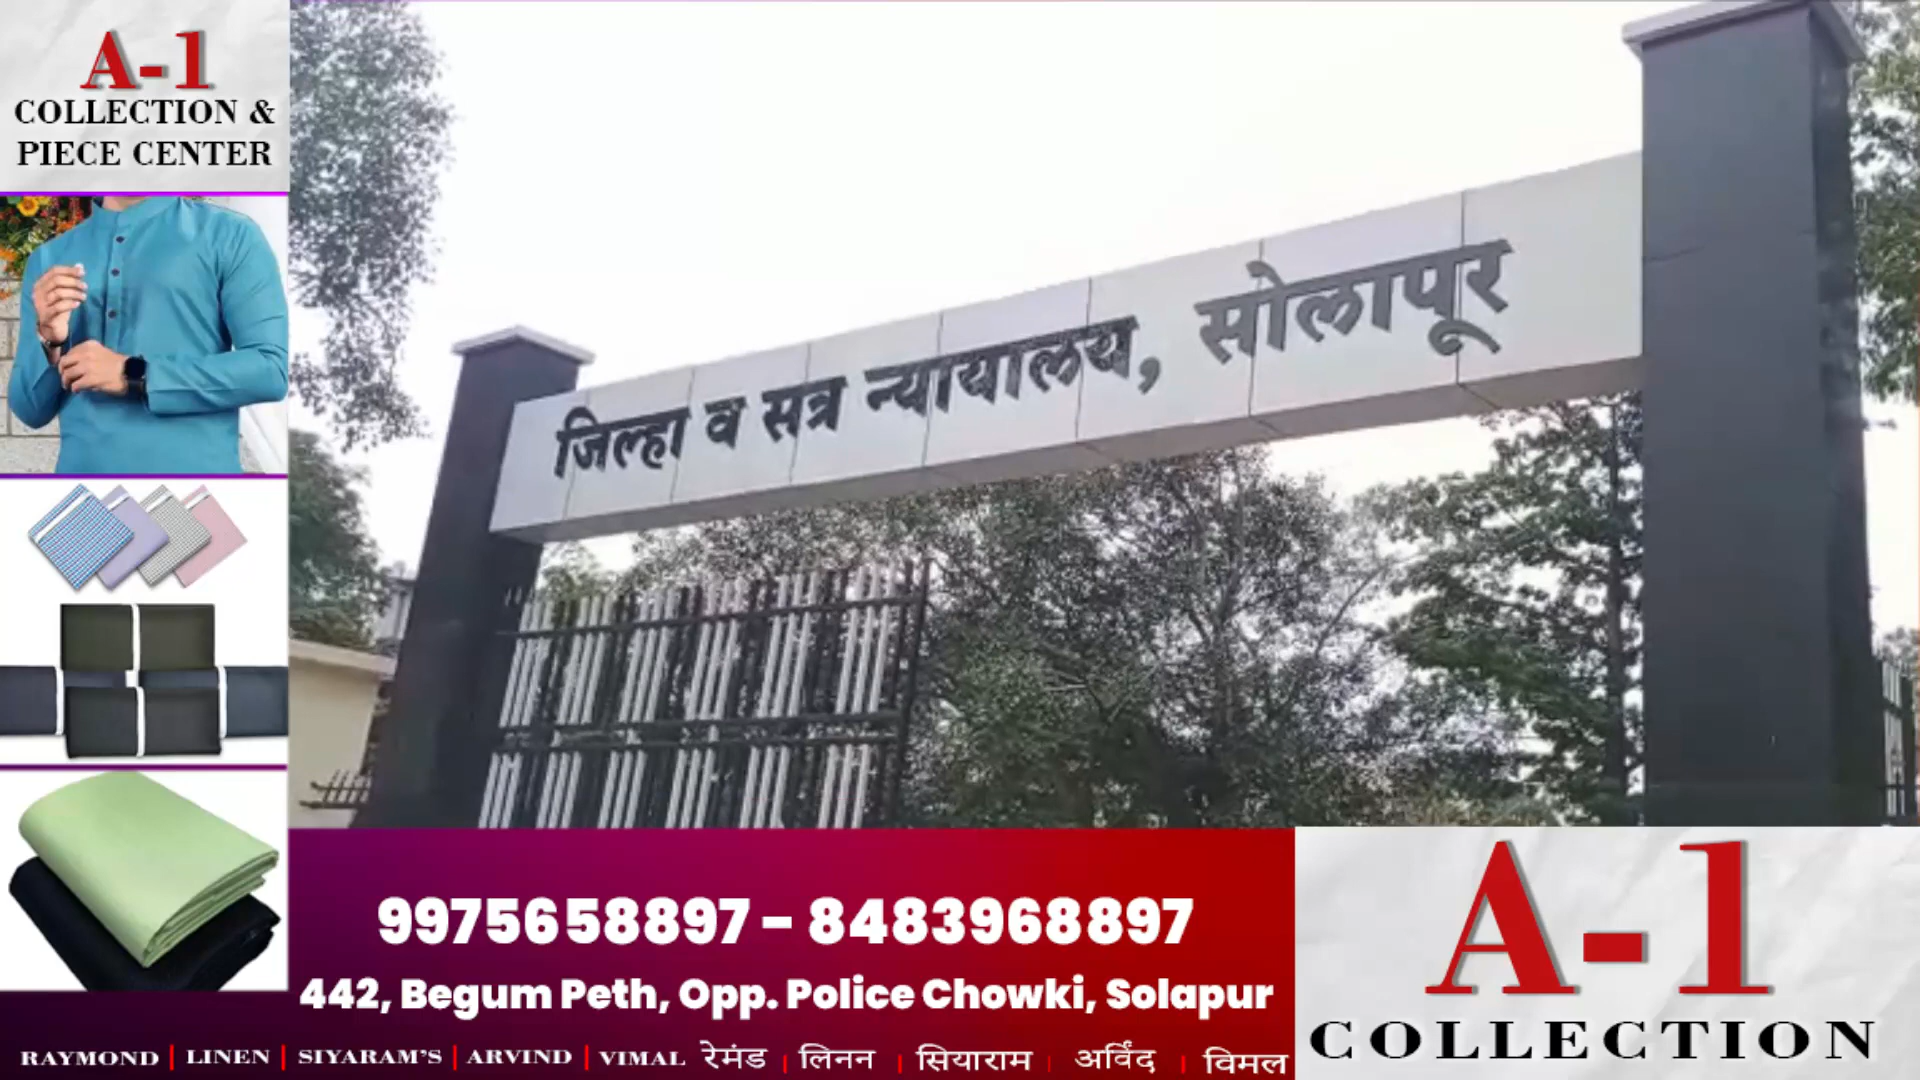 A-1
COLLECTION &
PIECE CENTER
जिल्हा व सत्र न्यायालय, सोलापूर
9975658897 - 8483968897
442, Begum Peth, Opp. Police Chowki, Solapur
RAYMOND | LINEN | SIYARAM'S | ARVIND | VIMAL रेमंड | लिनन | सियाराम | अर्विंद | विमल
A-1
COLLECTION